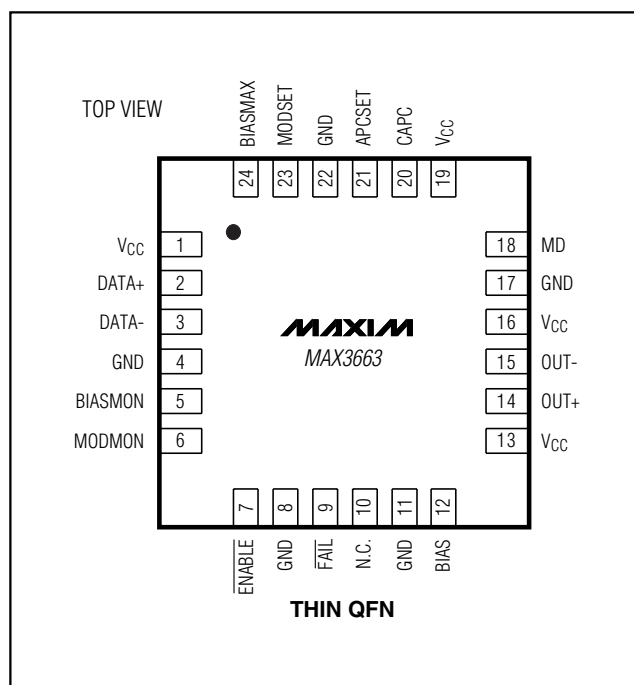 TOP VIEW
BIASMAX
MODSET
GND
APCSET
CAPC
VCC
24
23
22
21
20
19
VCC 1
DATA+ 2
DATA- 3
GND 4
BIASMON 5
MODMON 6
MAXIM
MAX3663
18 MD
17 GND
16 VCC
15 OUT-
14 OUT+
13 VCC
7
8
9
10
11
12
ENABLE
GND
FAIL
N.C.
GND
BIAS
THIN QFN